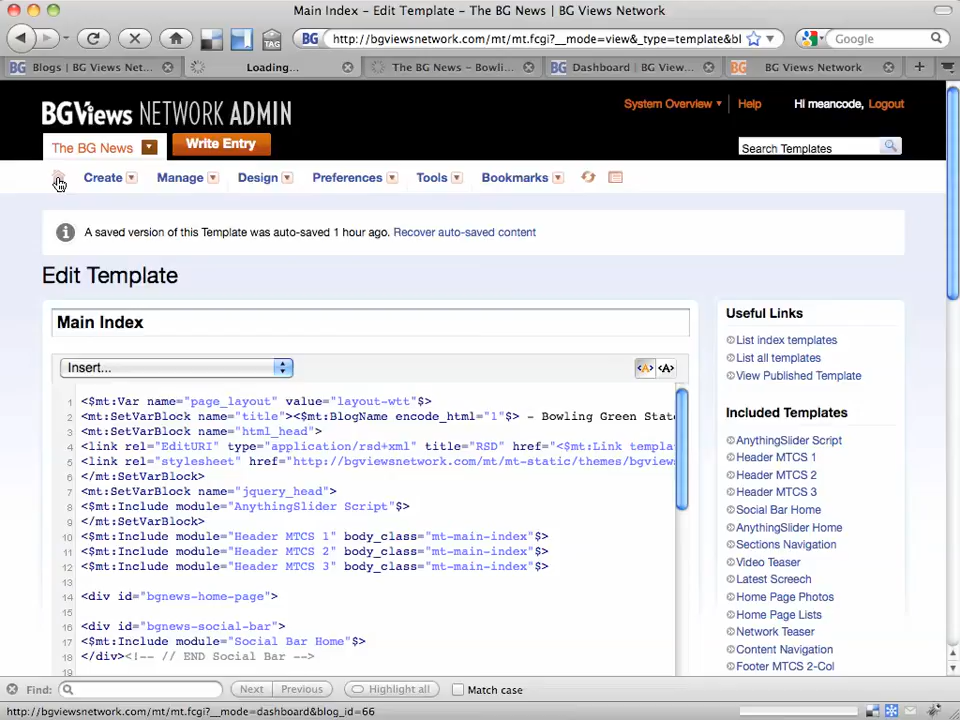 Main Index – Edit Template – The BG News | BG Views Network
TAG
BG http://bgviewsnetwork.com/mt/mt.fcgi?__mode=view&_type=template&bl
Google
BG Blogs | BG Views Net...
Loading...
The BG News – Bowli...
BG Dashboard | BG View...
BG BG Views Network
BGViews NETWORK ADMIN
System Overview Help Hi meancode, Logout
The BG News Write Entry
Search Templates
Create Manage Design Preferences Tools Bookmarks
A saved version of this Template was auto-saved 1 hour ago. Recover auto-saved content
Edit Template
Main Index
Insert...
<A> <A>
1 <$mt:Var name="page_layout" value="layout-wtt"$>
2 <mt:SetVarBlock name="title"><$mt:BlogName encode_html="1"$> - Bowling Green Stat
3 <mt:SetVarBlock name="html_head">
4 <link rel="EditURI" type="application/rsd+xml" title="RSD" href="<$mt:Link templa
5 <link rel="stylesheet" href="http://bgviewsnetwork.com/mt/mt-static/themes/bgview
6 </mt:SetVarBlock>
7 <mt:SetVarBlock name="jquery_head">
8 <$mt:Include module="AnythingSlider Script"$>
9 </mt:SetVarBlock>
10 <$mt:Include module="Header MTCS 1" body_class="mt-main-index"$>
11 <$mt:Include module="Header MTCS 2" body_class="mt-main-index"$>
12 <$mt:Include module="Header MTCS 3" body_class="mt-main-index"$>
13
14 <div id="bgnews-home-page">
15
16 <div id="bgnews-social-bar">
17 <$mt:Include module="Social Bar Home"$>
18 </div><!-- // END Social Bar -->
19
Useful Links
List index templates
List all templates
View Published Template
Included Templates
AnythingSlider Script
Header MTCS 1
Header MTCS 2
Header MTCS 3
Social Bar Home
AnythingSlider Home
Sections Navigation
Video Teaser
Latest Screech
Home Page Photos
Home Page Lists
Network Teaser
Content Navigation
Footer MTCS 2-Col
Find: Next Previous Highlight all Match case
http://bgviewsnetwork.com/mt/mt.fcgi?__mode=dashboard&blog_id=66